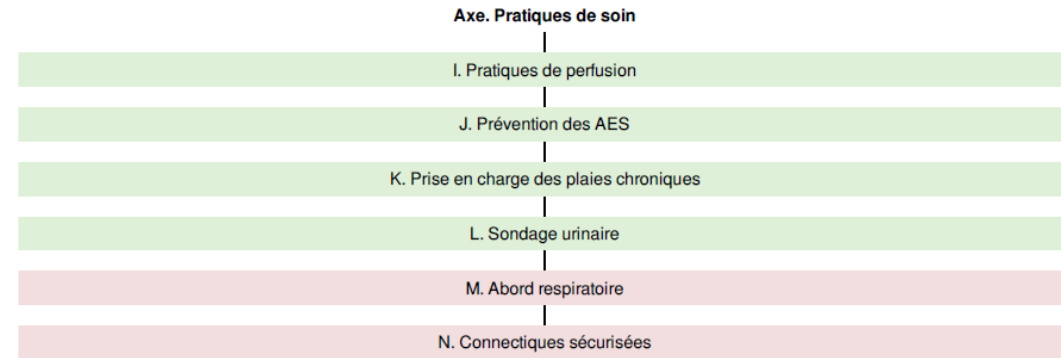 Axe. Pratiques de soin
I. Pratiques de perfusion
J. Prévention des AES
K. Prise en charge des plaies chroniques
L. Sondage urinaire
M. Abord respiratoire
N. Connectiques sécurisées